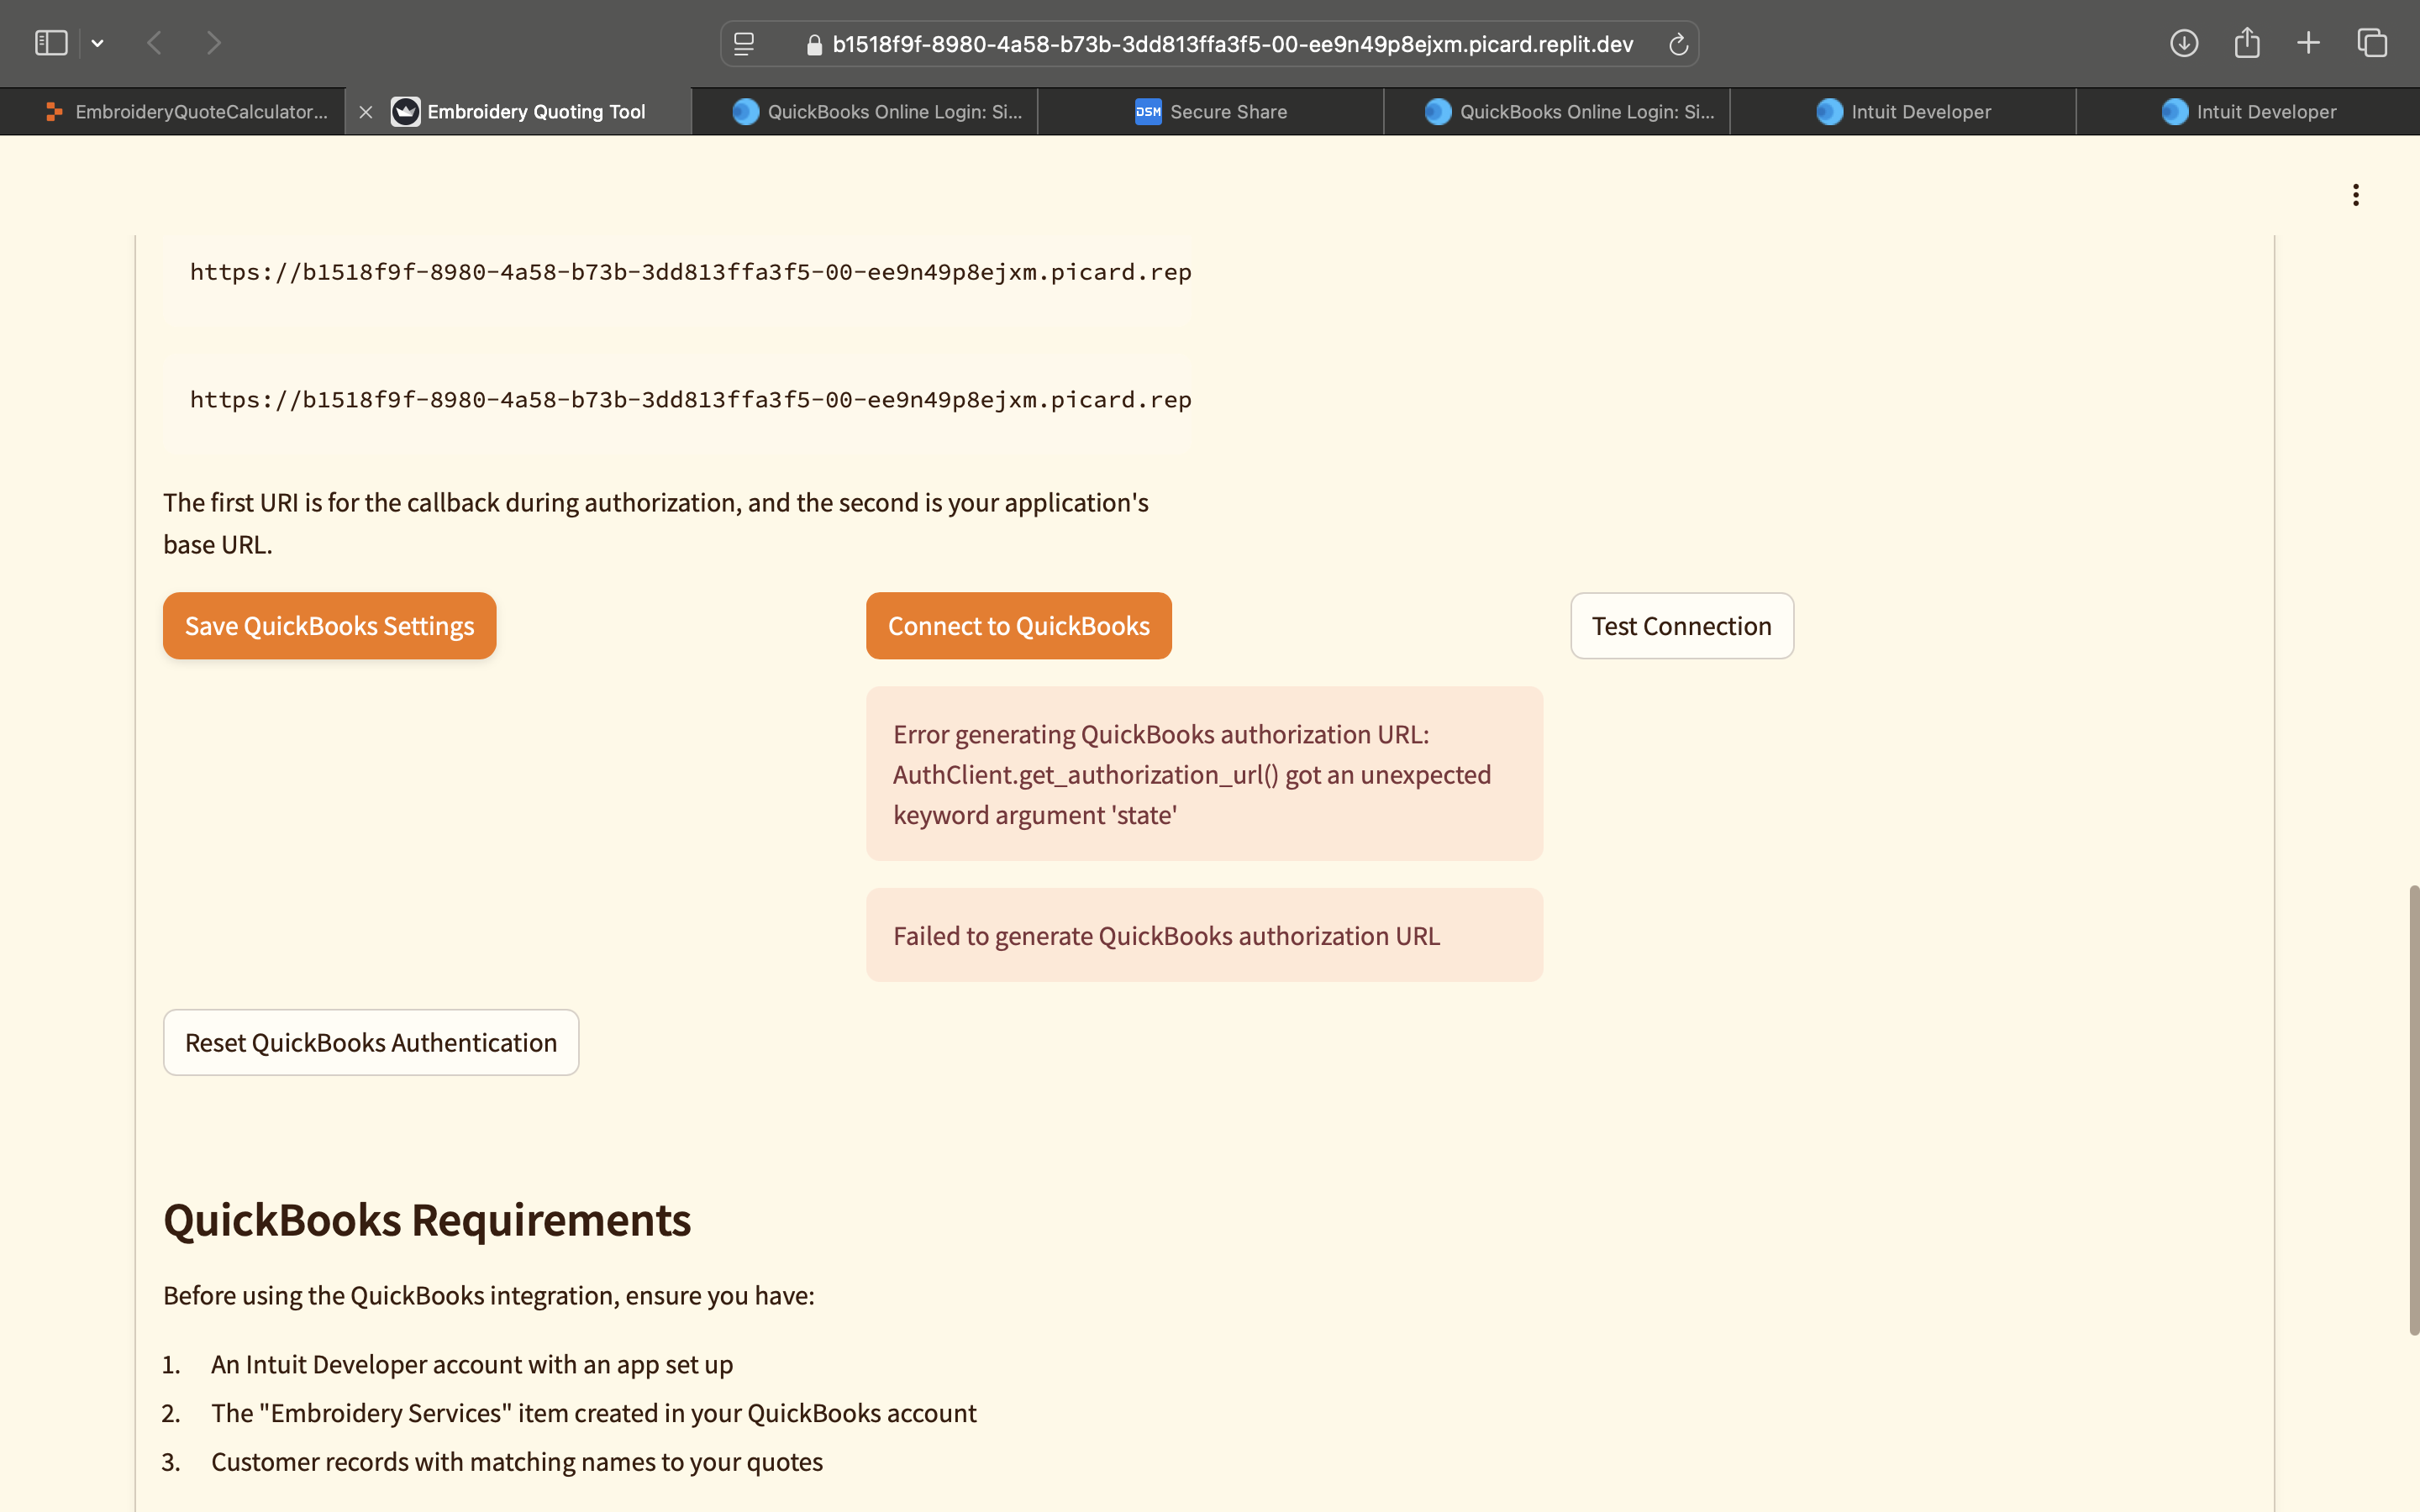 b1518f9f-8980-4a58-b73b-3dd813ffa3f5-00-ee9n49p8ejxm.picard.replit.dev
EmbroideryQuoteCalculator...
Embroidery Quoting Tool
QuickBooks Online Login: Si...
DSM Secure Share
QuickBooks Online Login: Si...
Intuit Developer
Intuit Developer
https://b1518f9f-8980-4a58-b73b-3dd813ffa3f5-00-ee9n49p8ejxm.picard.rep
https://b1518f9f-8980-4a58-b73b-3dd813ffa3f5-00-ee9n49p8ejxm.picard.rep
The first URI is for the callback during authorization, and the second is your application's
base URL.
Save QuickBooks Settings
Connect to QuickBooks
Test Connection
Error generating QuickBooks authorization URL:
AuthClient.get_authorization_url() got an unexpected
keyword argument 'state'
Failed to generate QuickBooks authorization URL
Reset QuickBooks Authentication
QuickBooks Requirements
Before using the QuickBooks integration, ensure you have:
1. An Intuit Developer account with an app set up
2. The "Embroidery Services" item created in your QuickBooks account
3. Customer records with matching names to your quotes